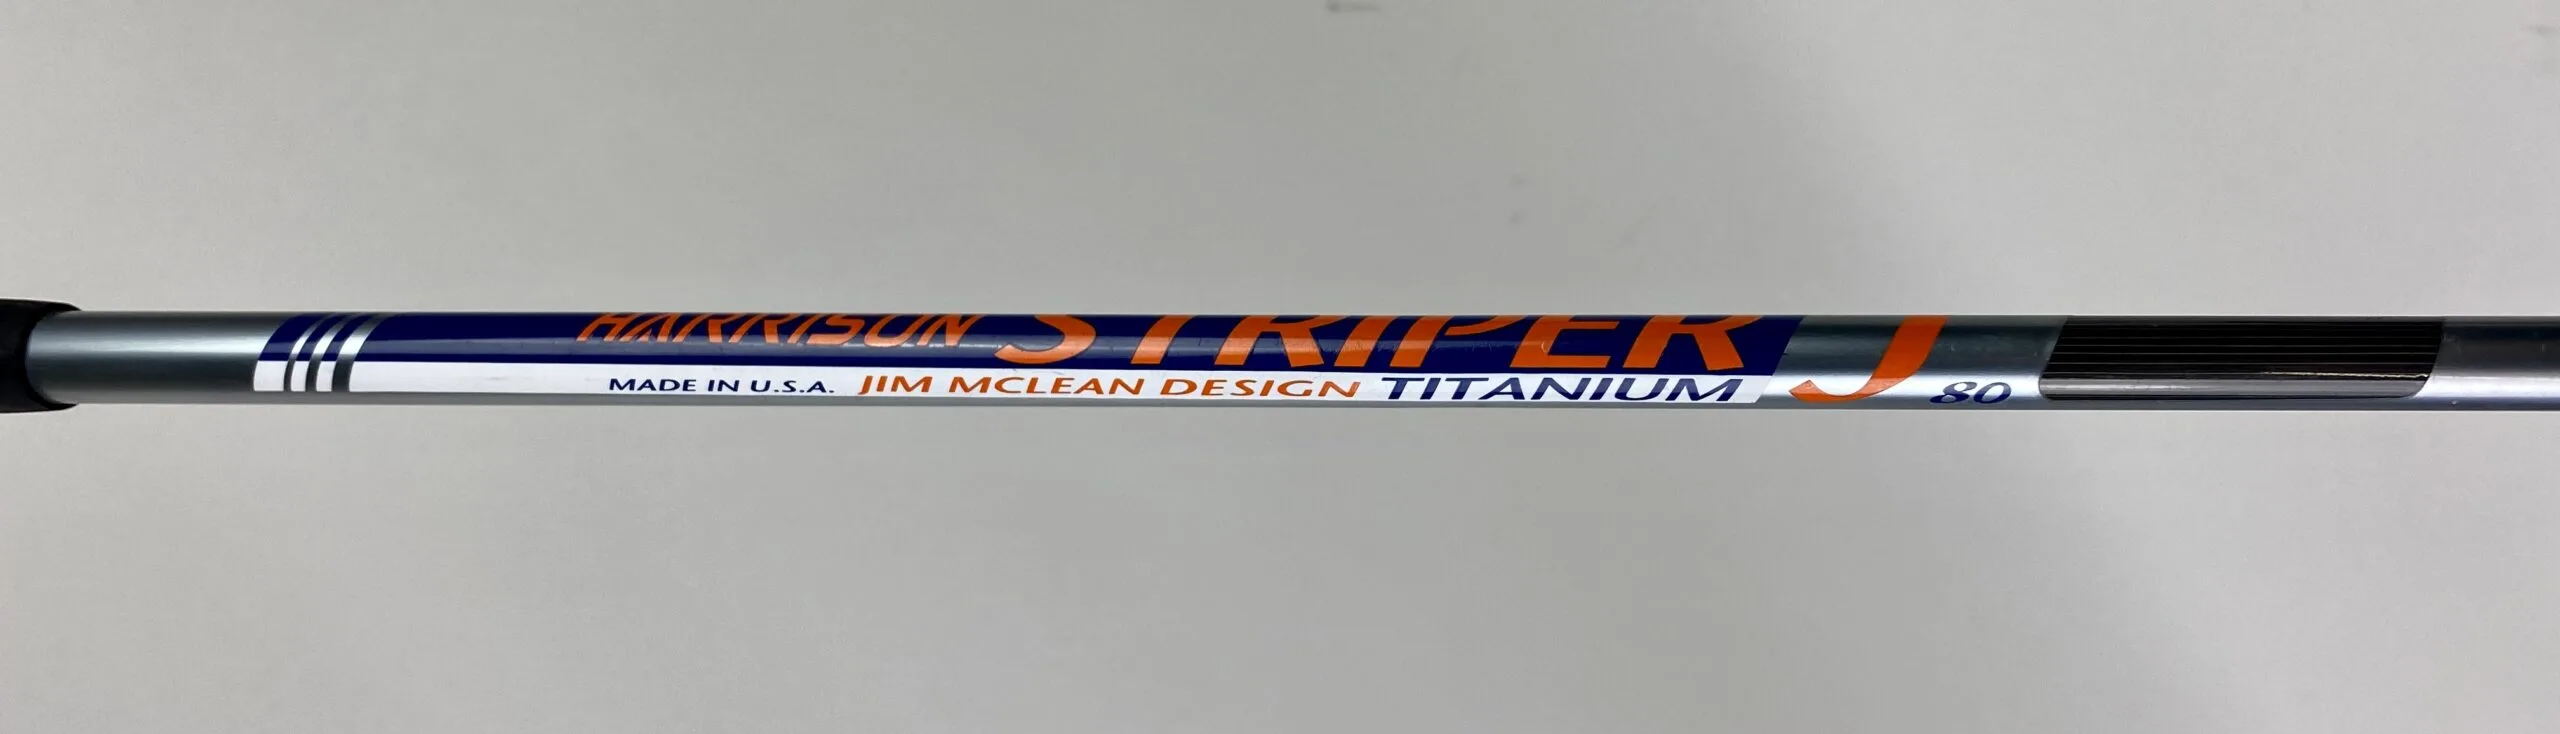 HARRISON STRIPER J 80
MADE IN U.S.A. JIM MCLEAN DESIGN TITANIUM